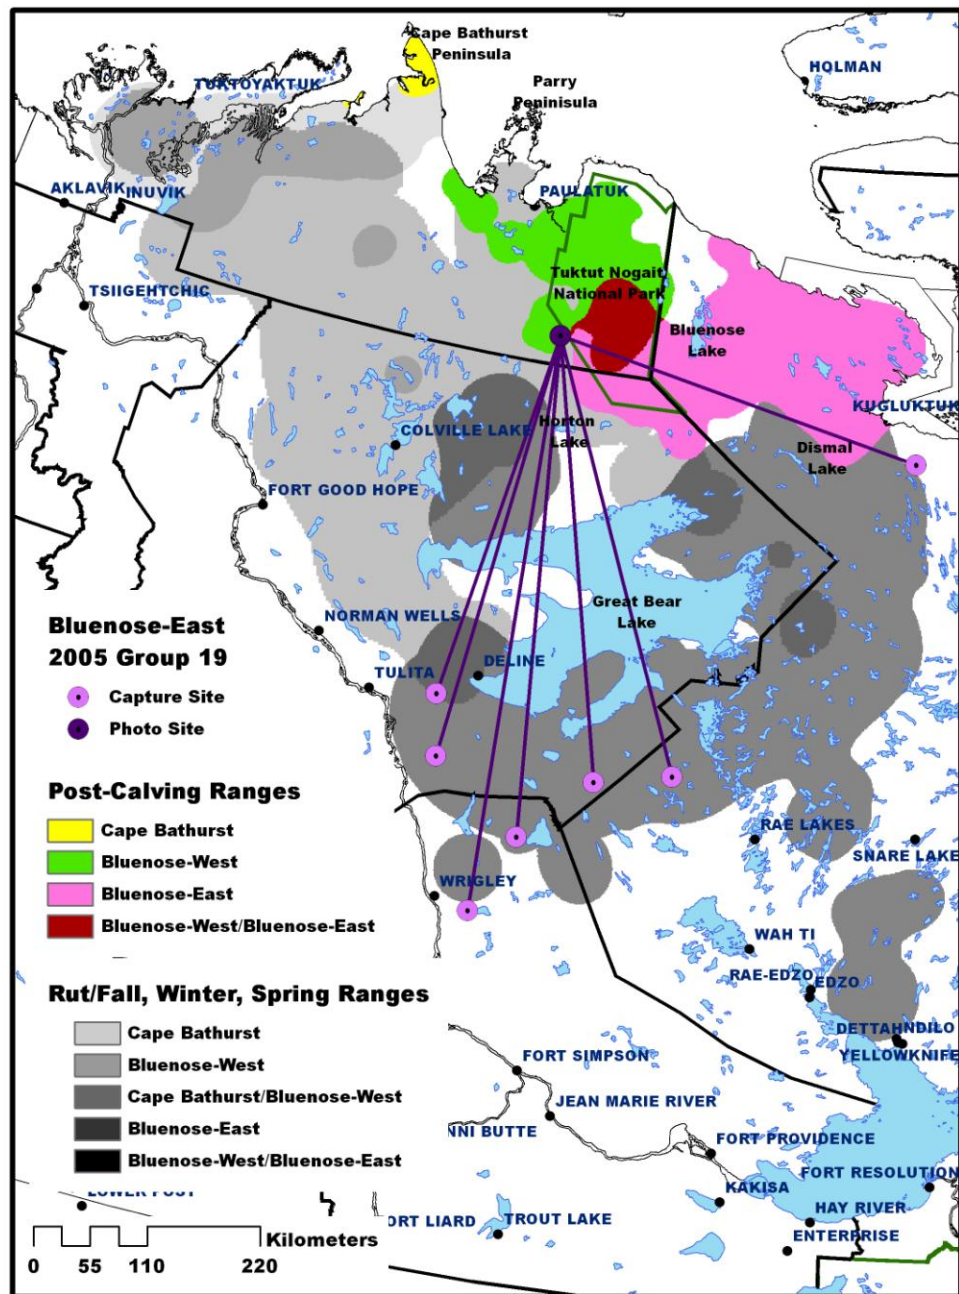 Cape Bathurst
Peninsula
HOLMAN
TUKTOYAKTUK
Parry
Peninisula
AKLAVIK
INUVIK
PAULATUK
TSIIGEHTCHIC
Tuktut Nogait
National Park
Bluenose
Lake
KUGLUKTUK
Horton
Lake
COLVILLE LAKE
Dismal
Lake
FORT GOOD HOPE
Great Bear
Lake
NORMAN WELLS
TULITA
DELINE
Bluenose-East
2005 Group 19
Capture Site
Photo Site
Post-Calving Ranges
Cape Bathurst
Bluenose-West
Bluenose-East
Bluenose-West/Bluenose-East
RAE LAKES
SNARE LAKE
WRIGLEY
WAH TI
RAE-EDZO
EDZO
DETTAH
NDILO
YELLOWKNIFE
Rut/Fall, Winter, Spring Ranges
Cape Bathurst
Bluenose-West
Cape Bathurst/Bluenose-West
Bluenose-East
Bluenose-West/Bluenose-East
FORT SIMPSON
JEAN MARIE RIVER
NNI BUTTE
FORT PROVIDENCE
FORT RESOLUTION
KAKISA
HAY RIVER
LOWER POST
ORT LIARD
TROUT LAKE
ENTERPRISE
Kilometers
0 55 110 220